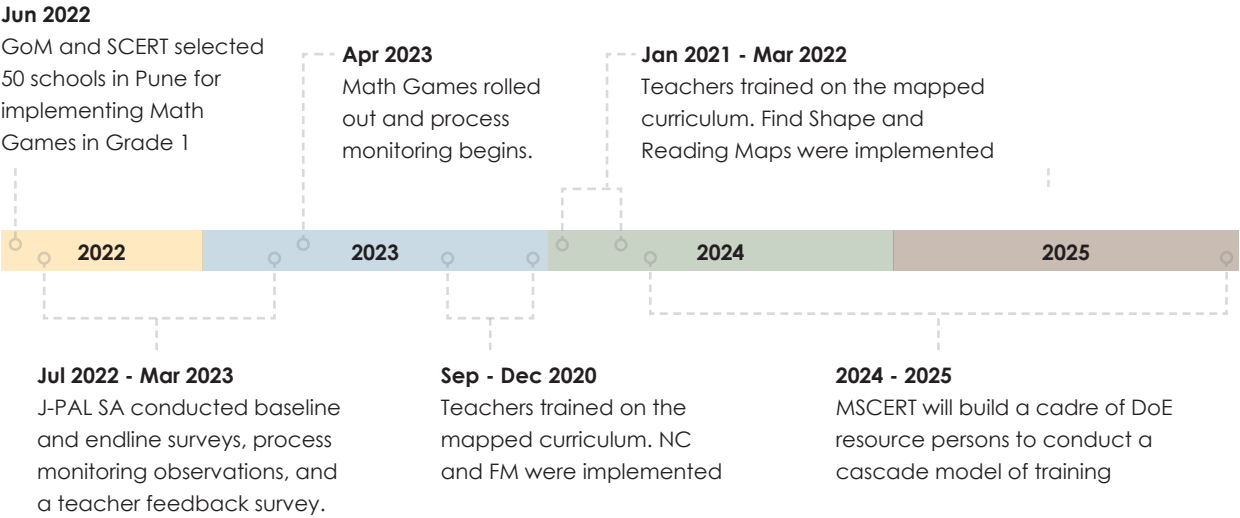 Jun 2022
GoM and SCERT selected
50 schools in Pune for
implementing Math
Games in Grade 1
Apr 2023
Math Games rolled
out and process
monitoring begins.
Jan 2021 - Mar 2022
Teachers trained on the mapped
curriculum. Find Shape and
Reading Maps were implemented
2022
2023
2024
2025
Jul 2022 - Mar 2023
J-PAL SA conducted baseline
and endline surveys, process
monitoring observations, and
a teacher feedback survey.
Sep - Dec 2020
Teachers trained on the
mapped curriculum. NC
and FM were implemented
2024 - 2025
MSCERT will build a cadre of DoE
resource persons to conduct a
cascade model of training